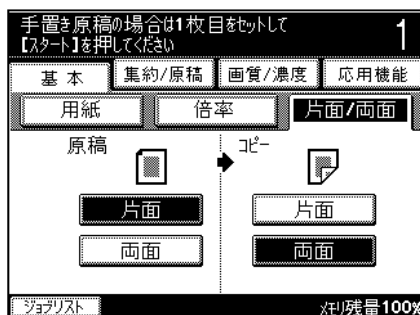 手置き原稿の場合は1枚目をセットして
【スタート】を押してください
1
基本 集約/原稿 画質/濃度 応用機能
用紙 倍率 片面/両面
原稿 コピー
片面 片面
両面 両面
ジョブリスト メモリ残量100%